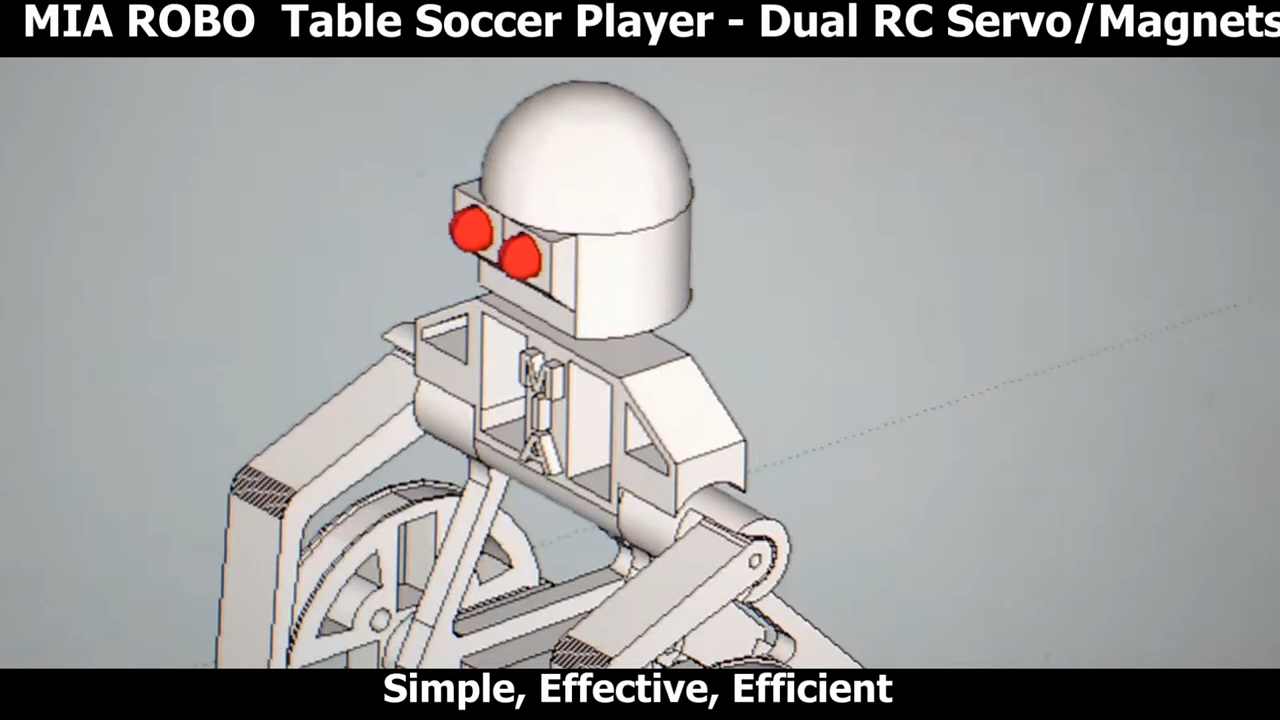 MIA ROBO Table Soccer Player - Dual RC Servo/Magnets
M
I
A
Simple, Effective, Efficient